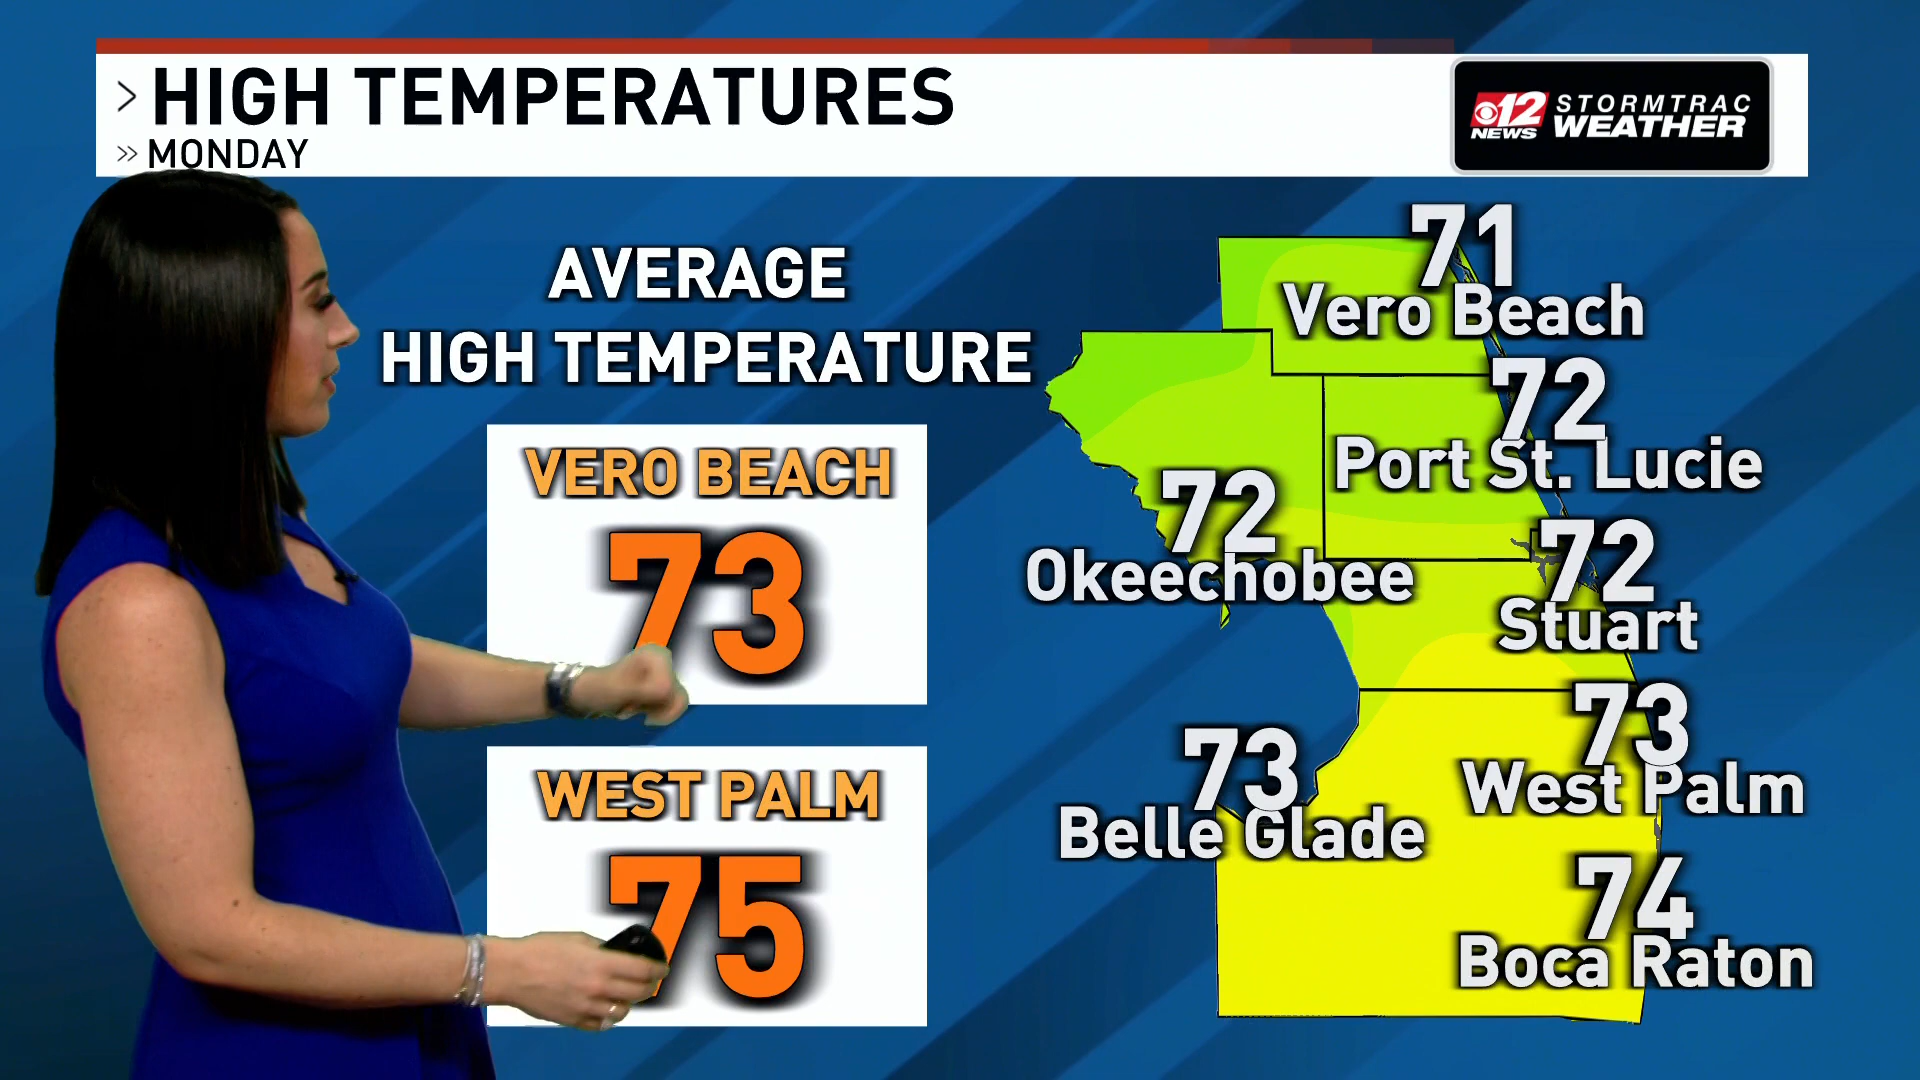 > HIGH TEMPERATURES
» MONDAY
12
NEWS
STORMTRAC
WEATHER
AVERAGE
HIGH TEMPERATURE
VERO BEACH
73
WEST PALM
75
71
Vero Beach
72
Port St. Lucie
72
Okeechobee
72
Stuart
73
West Palm
73
Belle Glade
74
Boca Raton